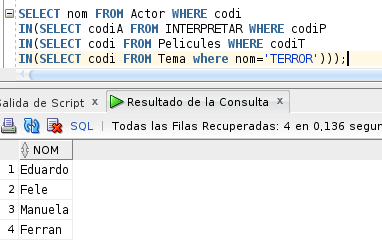 SELECT nom FROM Actor WHERE codi
IN(SELECT codiA FROM INTERPRETAR WHERE codiP
IN(SELECT codi FROM Pelicules WHERE codiT
IN(SELECT codi FROM Tema where nom='TERROR')));
Salida de Script x Resultado de la Consulta x
SQL | Todas las Filas Recuperadas: 4 en 0,136 segun
NOM
1 Eduardo
2 Fele
3 Manuela
4 Ferran